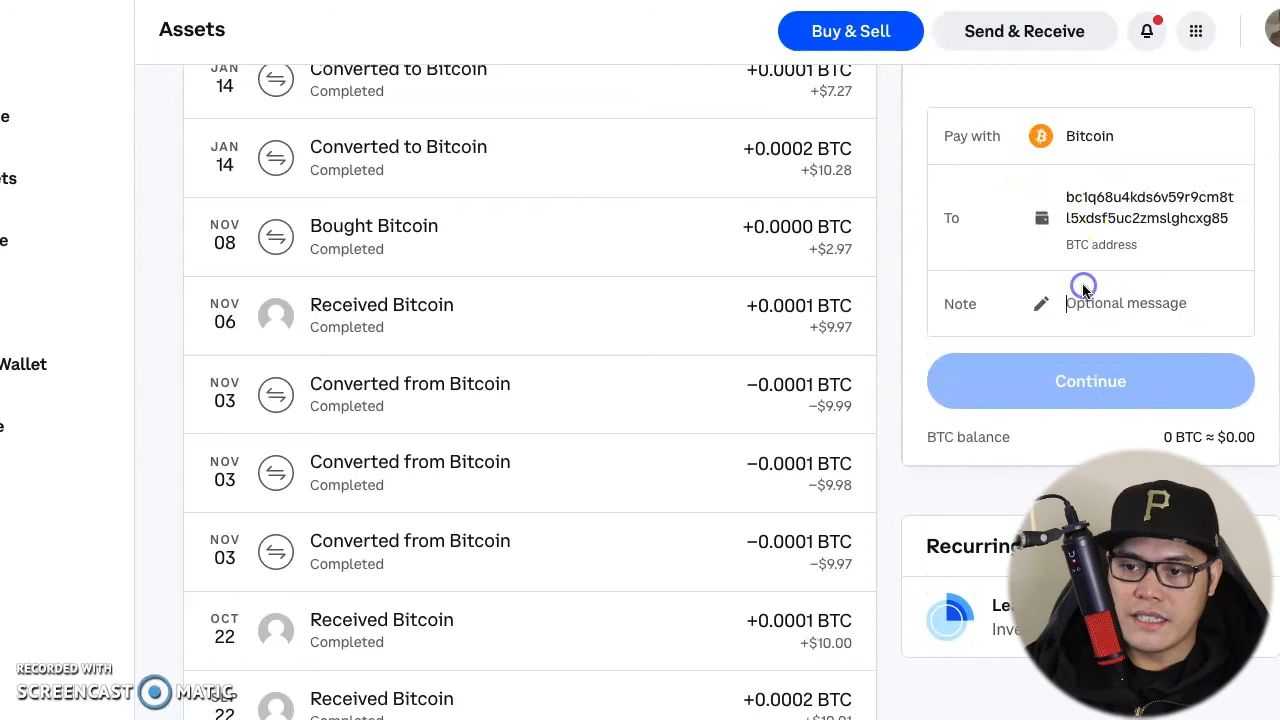 Assets
Buy & Sell
Send & Receive
e
ts
e
Wallet
e
JAN
14
Converted to Bitcoin
Completed
+0.0001 BTC
+$7.27
JAN
14
Converted to Bitcoin
Completed
+0.0002 BTC
+$10.28
NOV
08
Bought Bitcoin
Completed
+0.0000 BTC
+$2.97
NOV
06
Received Bitcoin
Completed
+0.0001 BTC
+$9.97
NOV
03
Converted from Bitcoin
Completed
−0.0001 BTC
−$9.99
NOV
03
Converted from Bitcoin
Completed
−0.0001 BTC
−$9.98
NOV
03
Converted from Bitcoin
Completed
−0.0001 BTC
−$9.97
OCT
22
Received Bitcoin
Completed
+0.0001 BTC
+$10.00
22
Received Bitcoin
+0.0002 BTC
Pay with
Bitcoin
To
bc1q68u4kds6v59r9cm8t
l5xdsf5uc2zmslghcxg85
BTC address
Note
Optional message
Continue
BTC balance
0 BTC ≈ $0.00
Recurring
Le
Inve
P
RECORDED WITH
SCREENCAST MATIC